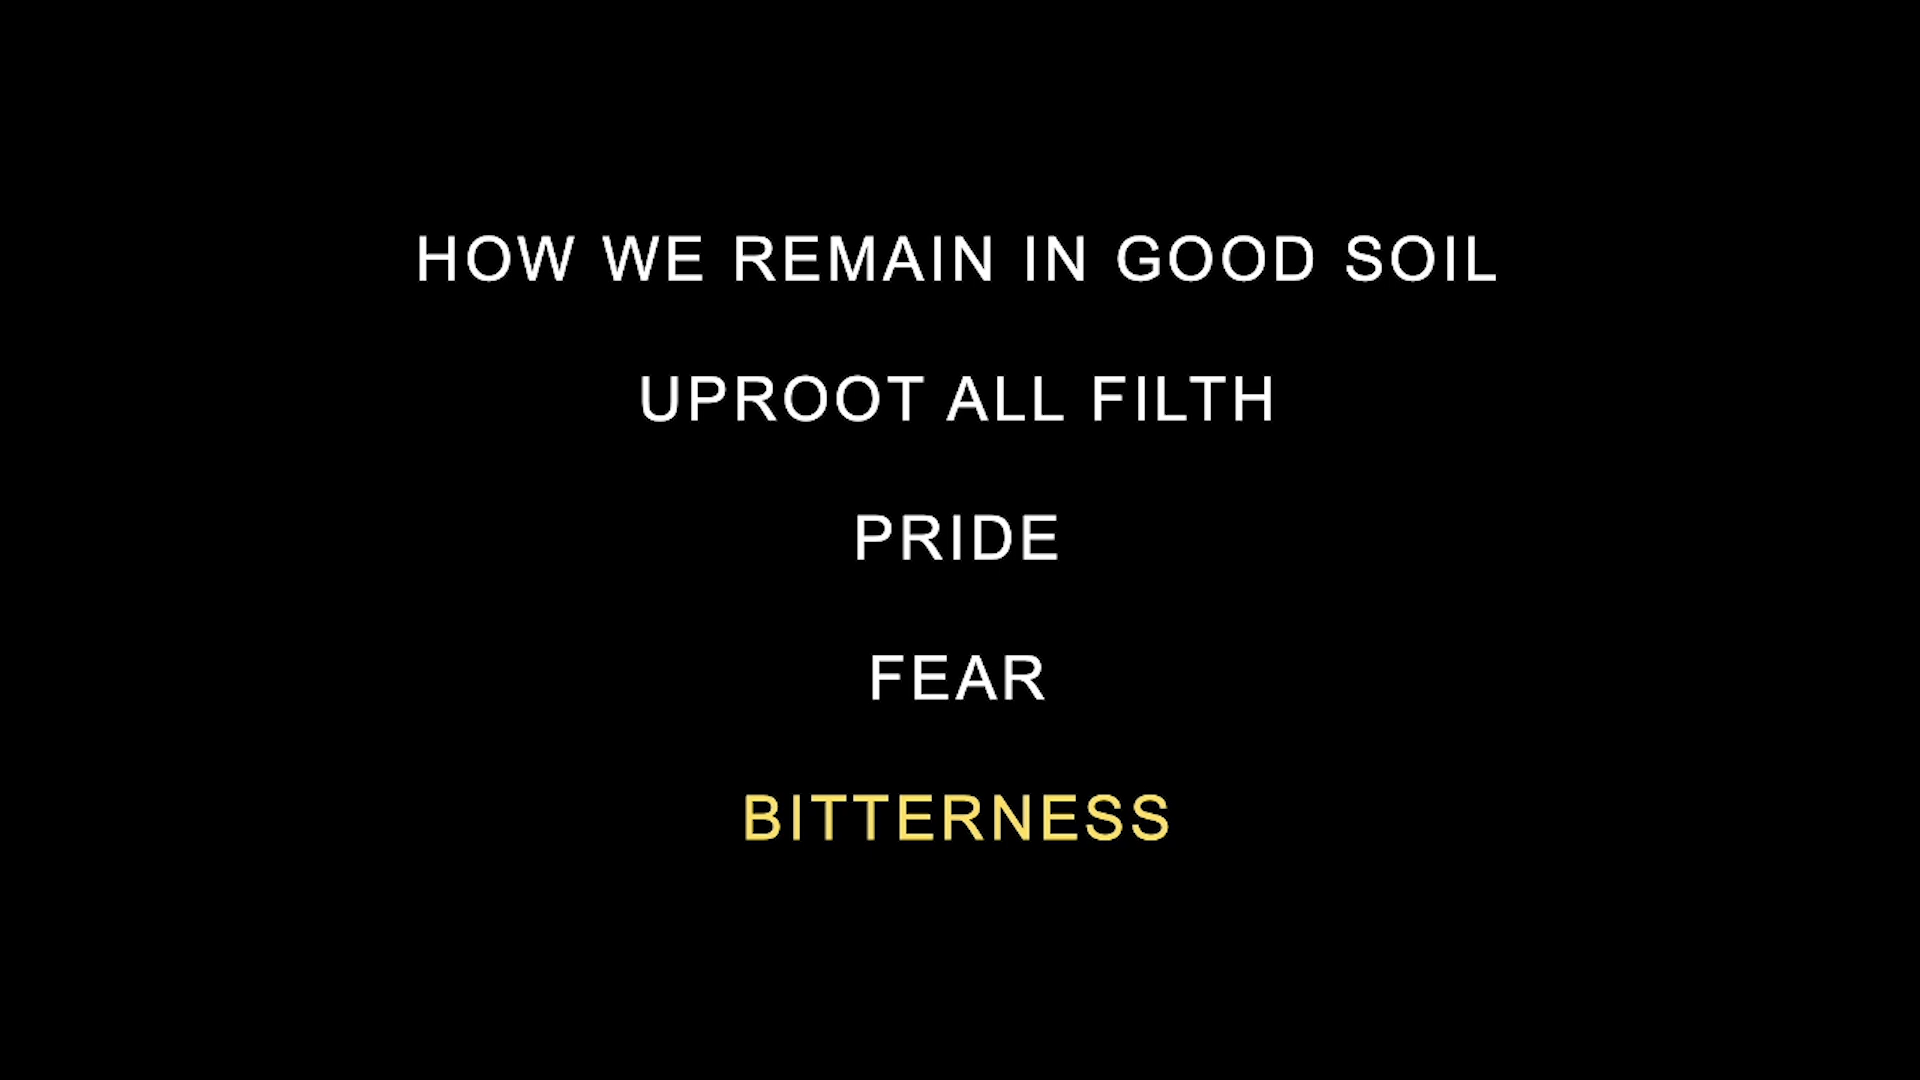 HOW WE REMAIN IN GOOD SOIL
UPROOT ALL FILTH
PRIDE
FEAR
BITTERNESS